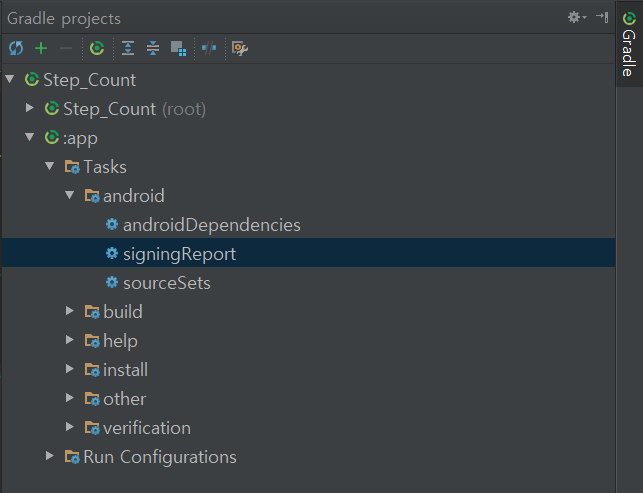 Gradle projects
Gradle
Step_Count
Step_Count (root)
:app
Tasks
android
androidDependencies
signingReport
sourceSets
build
help
install
other
verification
Run Configurations